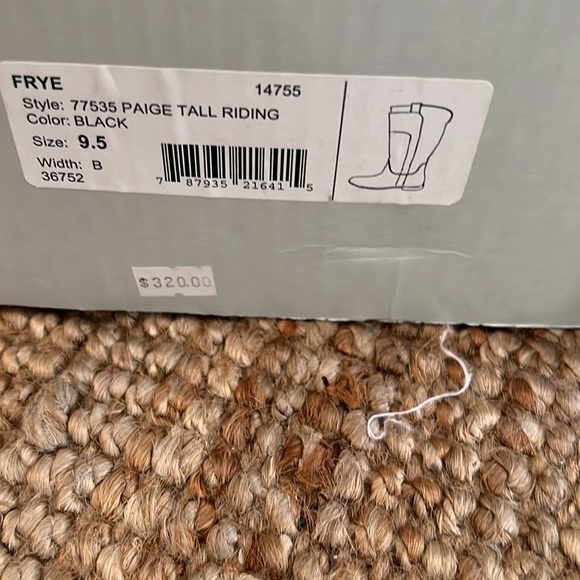 FRYE 14755
Style: 77535 PAIGE TALL RIDING
Color: BLACK
Size: 9.5
Width: B
36752
7 87935 21641 5
$320.00